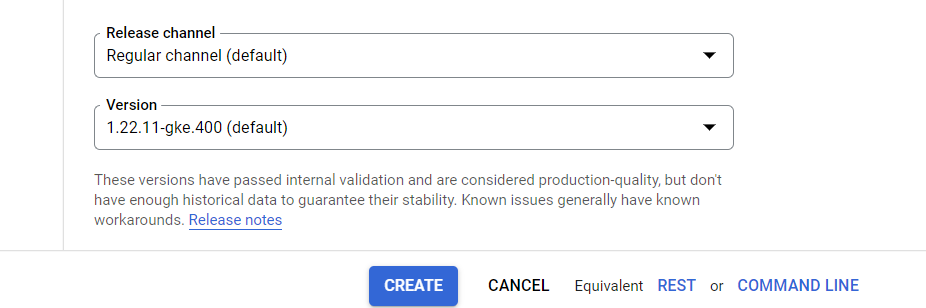 Release channel
Regular channel (default)
Version
1.22.11-gke.400 (default)
These versions have passed internal validation and are considered production-quality, but don't
have enough historical data to guarantee their stability. Known issues generally have known
workarounds. Release notes
CREATE CANCEL Equivalent REST or COMMAND LINE